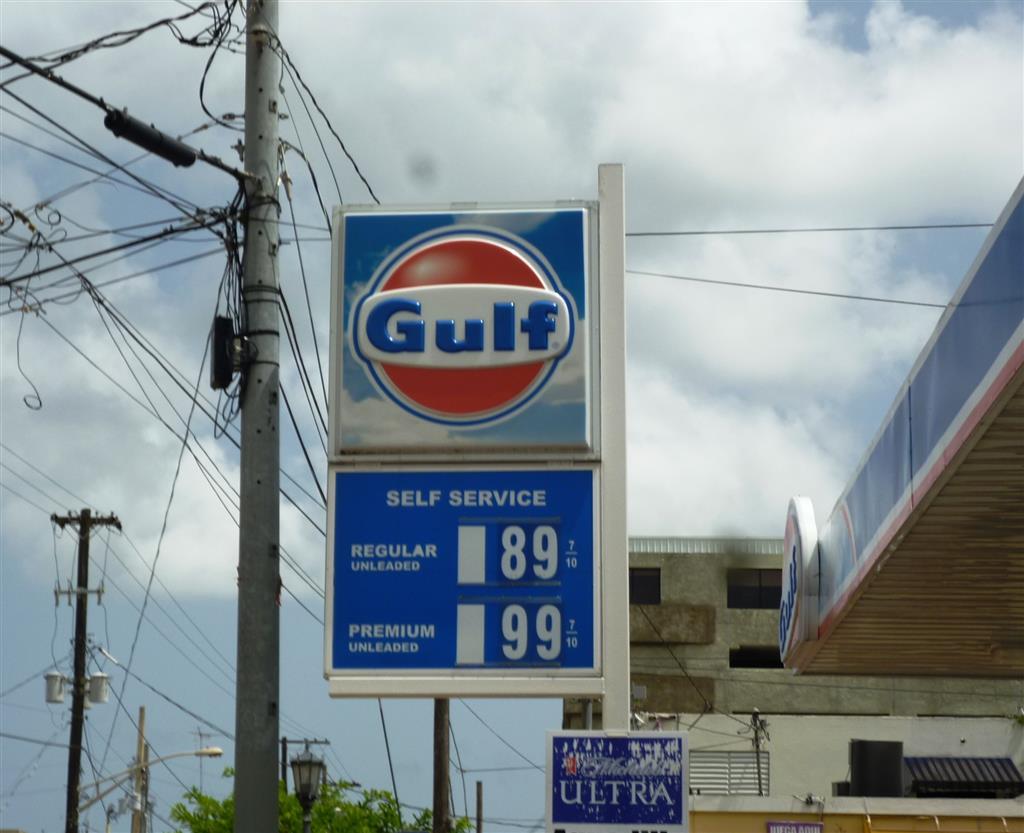 Gulf
SELF SERVICE
REGULAR 89 7/10
UNLEADED
PREMIUM 99 7/10
UNLEADED
Gulf
ULTRA